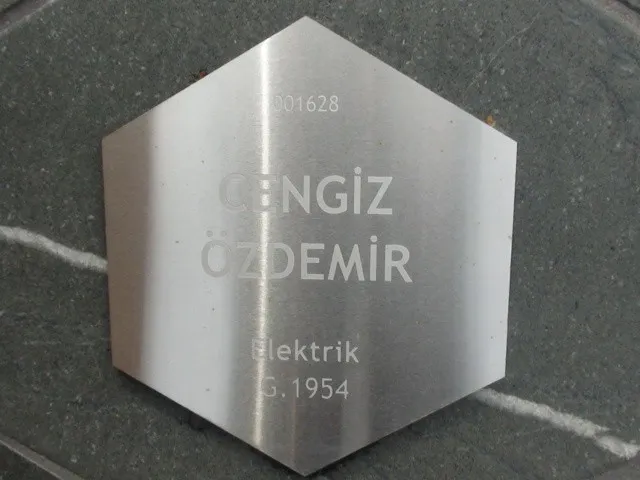 001628
CENGİZ
ÖZDEMİR
Elektrik
G.1954